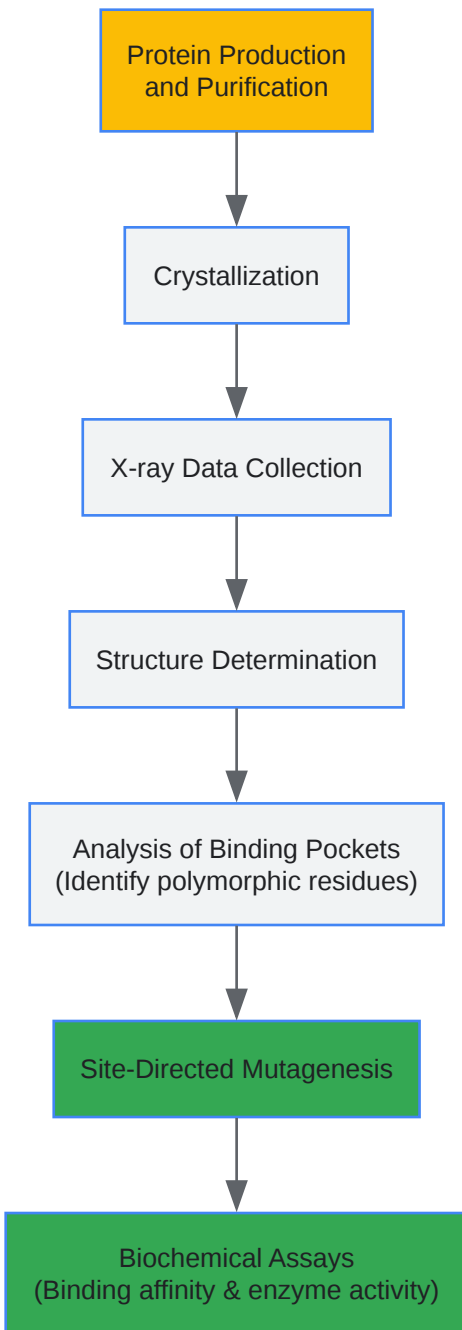 Protein Production
and Purification
Crystallization
X-ray Data Collection
Structure Determination
Analysis of Binding Pockets
(Identify polymorphic residues)
Site-Directed Mutagenesis
Biochemical Assays
(Binding affinity & enzyme activity)